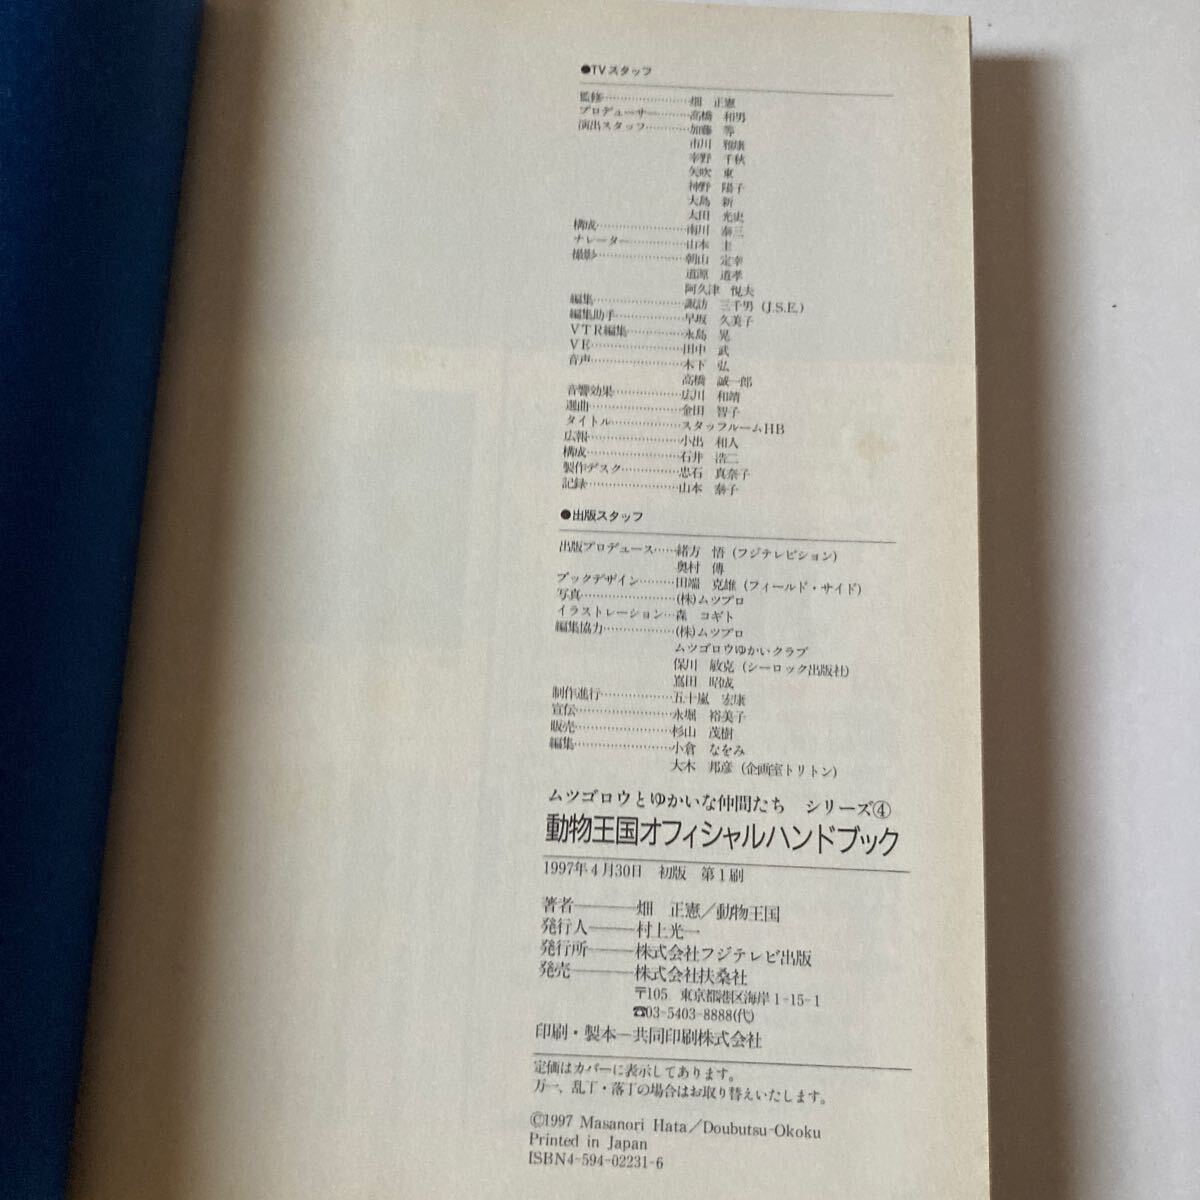 ●TVスタッフ
監修……………………畑　正憲
プロデューサー………高橋　和男
演出スタッフ…………加藤　等
市川　雅康
幸野　千秋
矢吹　東
神野　陽子
大島　新
太田　光史
構成……………………南川　泰三
ナレーター……………山本　圭
撮影……………………朝山　定幸
道源　道孝
阿久津　悦夫
編集……………………諏訪　三千男 (J.S.E.)
編集助手………………早坂　久美子
VTR編集………………永島　晃
VE………………………田中　武
音声……………………木下　弘
高橋　誠一郎
音響効果………………広川　和靖
選曲……………………金田　智子
タイトル………………スタッフルームHB
広報……………………小出　和人
構成……………………石井　浩二
製作デスク……………忠石　真奈子
記録……………………山本　泰子
●出版スタッフ
出版プロデュース……緒方　悟 (フジテレビション)
奥村　傳
ブックデザイン………田端　克雄 (フィールド・サイド)
写真……………………(株)ムツプロ
イラストレーション…森　コギト
編集協力………………(株)ムツプロ
ムツゴロウゆかいクラブ
保川　敏克 (シーロック出版社)
嶌田　昭成
制作進行………………五十嵐　宏康
宣伝……………………永堀　裕美子
販売……………………杉山　茂樹
編集……………………小倉　なをみ
大木　邦彦 (企画室トリトン)
ムツゴロウとゆかいな仲間たち　シリーズ④
動物王国オフィシャルハンドブック
1997年4月30日　初版　第1刷
著者――――畑　正憲／動物王国
発行人―――村上光一
発行所―――株式会社フジテレビ出版
発売――――株式会社扶桑社
〒105　東京都港区海岸1-15-1
☎03-5403-8888(代)
印刷・製本―共同印刷株式会社
定価はカバーに表示してあります。
万一、乱丁・落丁の場合はお取り替えいたします。
©1997 Masanori Hata／Doubutsu-Okoku
Printed in Japan
ISBN4-594-02231-6